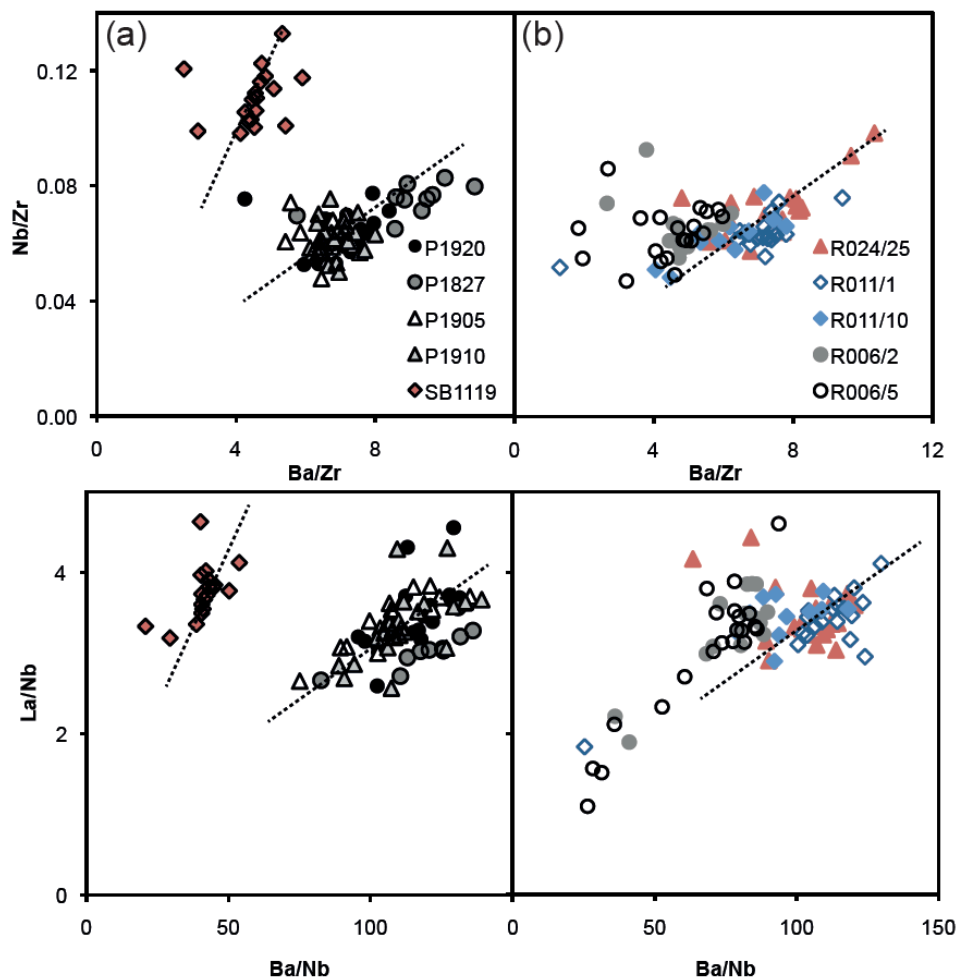 (a)
(b)
Nb/Zr
0.12
0.08
0.04
0.00
P1920
P1827
P1905
P1910
SB1119
R024/25
R011/1
R011/10
R006/2
R006/5
0 4 8 0 4 8 12
Ba/Zr Ba/Zr
La/Nb
4
2
0
0 50 100 0 50 100 150
Ba/Nb Ba/Nb